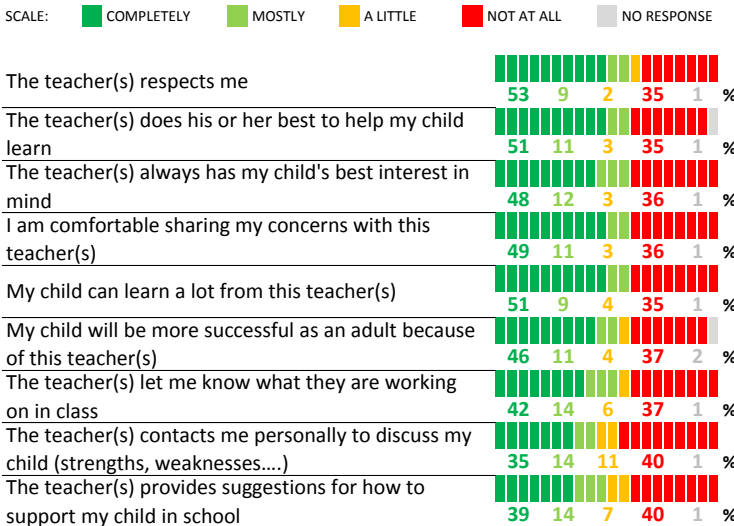 SCALE: COMPLETELY MOSTLY A LITTLE NOT AT ALL NO RESPONSE
The teacher(s) respects me
53 9 2 35 1 %
The teacher(s) does his or her best to help my child
learn
51 11 3 35 1 %
The teacher(s) always has my child's best interest in
mind
48 12 3 36 1 %
I am comfortable sharing my concerns with this
teacher(s)
49 11 3 36 1 %
My child can learn a lot from this teacher(s)
51 9 4 35 1 %
My child will be more successful as an adult because
of this teacher(s)
46 11 4 37 2 %
The teacher(s) let me know what they are working
on in class
42 14 6 37 1 %
The teacher(s) contacts me personally to discuss my
child (strengths, weaknesses....)
35 14 11 40 1 %
The teacher(s) provides suggestions for how to
support my child in school
39 14 7 40 1 %